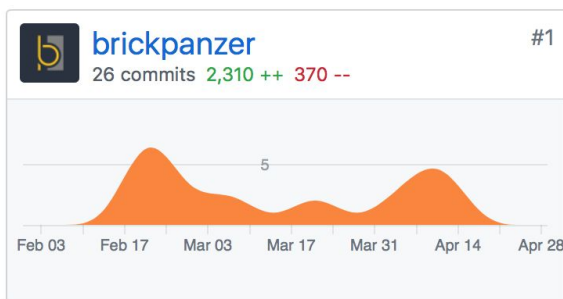 brickpanzer #1
26 commits 2,310 ++ 370 --
5
Feb 03 Feb 17 Mar 03 Mar 17 Mar 31 Apr 14 Apr 28